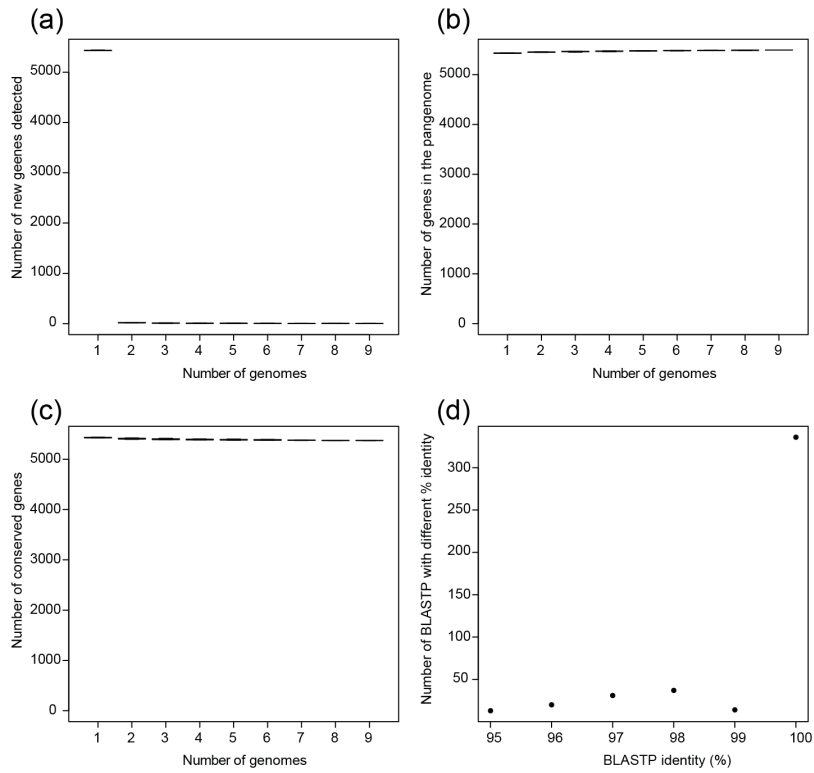 (a)
Number of new geenes detected
5000
4000
3000
2000
1000
0
1 2 3 4 5 6 7 8 9
Number of genomes
(b)
Number of genes in the pangenome
5000
4000
3000
2000
1000
0
1 2 3 4 5 6 7 8 9
Number of genomes
(c)
Number of conserved genes
5000
4000
3000
2000
1000
0
1 2 3 4 5 6 7 8 9
Number of genomes
(d)
Number of BLASTP with different % identity
300
250
200
150
100
50
95 96 97 98 99 100
BLASTP identity (%)